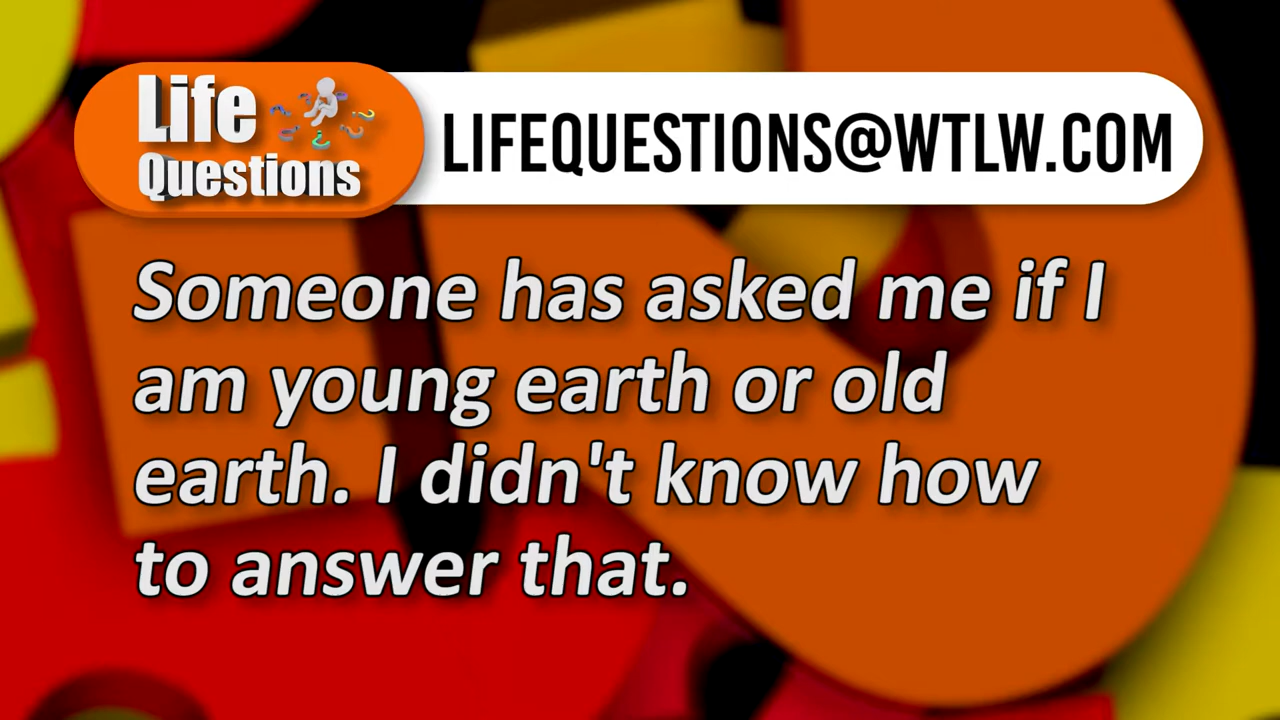 Life
Questions
LIFEQUESTIONS@WTLW.COM
Someone has asked me if I
am young earth or old
earth. I didn't know how
to answer that.